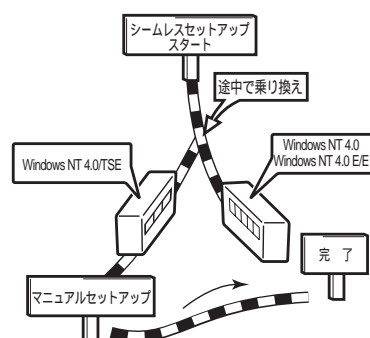 シームレスセットアップ
スタート
途中で乗り換え
Windows NT 4.0/TSE
Windows NT 4.0
Windows NT 4.0 E/E
完 了
マニュアルセットアップ